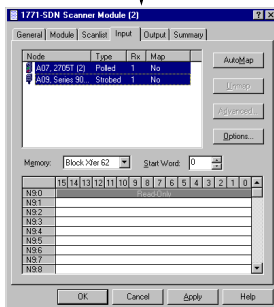 1771-SDN Scanner Module (2)
General Module Scanlist Input Output Summary
Node Type Rx Map
A07, 2705T (2) Polled 1 No
A09, Series 90... Strobed 1 No
AutoMap
Unmap
Advanced...
Options...
Memory: Block Xfer 62 Start Word: 0
15 14 13 12 11 10 9 8 7 6 5 4 3 2 1 0
N9:0 Read-Only
N9:1
N9:2
N9:3
N9:4
N9:5
N9:6
N9:7
N9:8
OK Cancel Apply Help